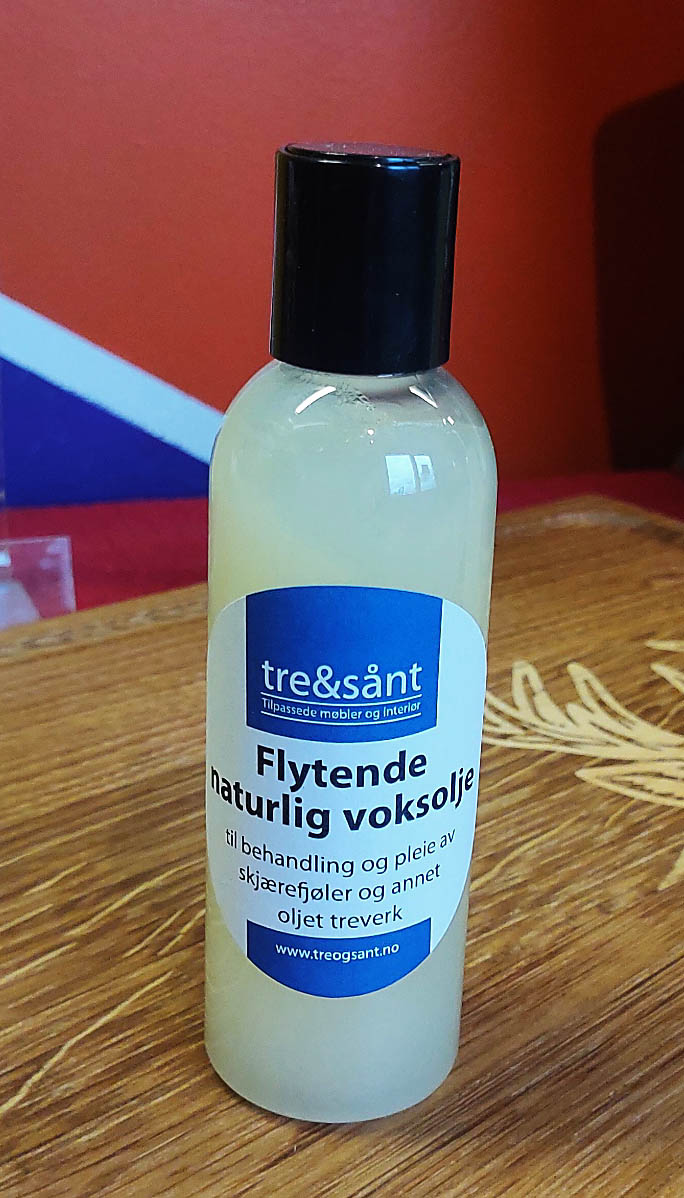 tre&sånt
Tilpassede møbler og interiør
Flytende
naturlig voksolje
til behandling og pleie av
skjærefjøler og annet
oljet treverk
www.treogsant.no